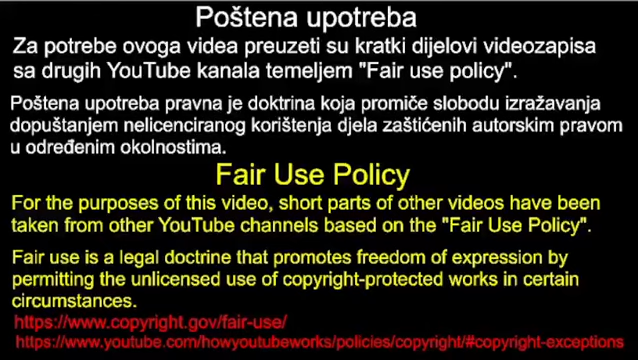 Poštena upotreba
Za potrebe ovoga videa preuzeti su kratki dijelovi videozapisa
sa drugih YouTube kanala temeljem "Fair use policy".
Poštena upotreba pravna je doktrina koja promiče slobodu izražavanja
dopuštanjem nelicenciranog korištenja djela zaštićenih autorskim pravom
u određenim okolnostima.
Fair Use Policy
For the purposes of this video, short parts of other videos have been
taken from other YouTube channels based on the "Fair Use Policy".
Fair use is a legal doctrine that promotes freedom of expression by
permitting the unlicensed use of copyright-protected works in certain
circumstances.
https://www.copyright.gov/fair-use/
https://www.youtube.com/howyoutubeworks/policies/copyright/#copyright-exceptions